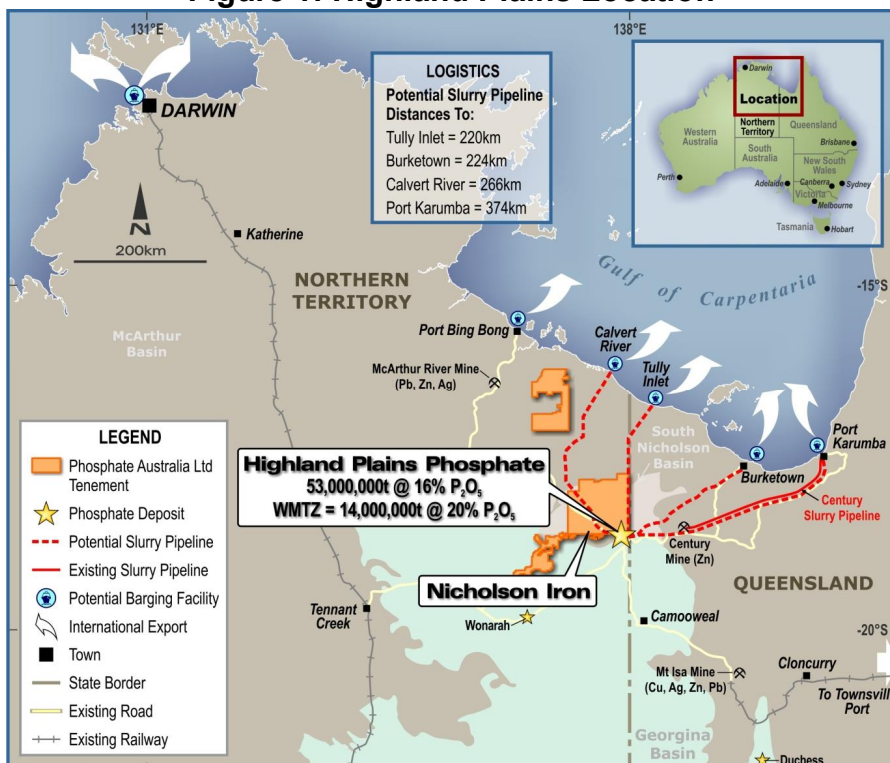 Figure 1: Highland Plains Location
131°E
138°E
DARWIN
LOGISTICS
Potential Slurry Pipeline
Distances To:
Tully Inlet = 220km
Burketown = 224km
Calvert River = 266km
Port Karumba = 374km
Darwin
Location
Northern
Territory
Western
Australia
Queensland
South
Australia
Brisbane
New South
Wales
Perth
Adelaide
Canberra
Sydney
Victoria
Melbourne
Tasmania
Hobart
N
200km
Katherine
NORTHERN
TERRITORY
Gulf of Carpentaria
-15°S
McArthur
Basin
Port Bing Bong
Calvert
River
McArthur River Mine
(Pb, Zn, Ag)
Tully
Inlet
LEGEND
Phosphate Australia Ltd
Tenement
Phosphate Deposit
Potential Slurry Pipeline
Existing Slurry Pipeline
Potential Barging Facility
International Export
Town
State Border
Existing Road
Existing Railway
South
Nicholson
Basin
Port
Karumba
Highland Plains Phosphate
53,000,000t @ 16% P₂O₅
WMTZ = 14,000,000t @ 20% P₂O₅
Burketown
Century
Slurry Pipeline
Century
Mine (Zn)
Nicholson Iron
QUEENSLAND
Tennant
Creek
Wonarah
Camooweal
-20°S
Mt Isa Mine
(Cu, Ag, Zn, Pb)
Cloncurry
To Townsvill
Port
Georgina
Basin
Duchess